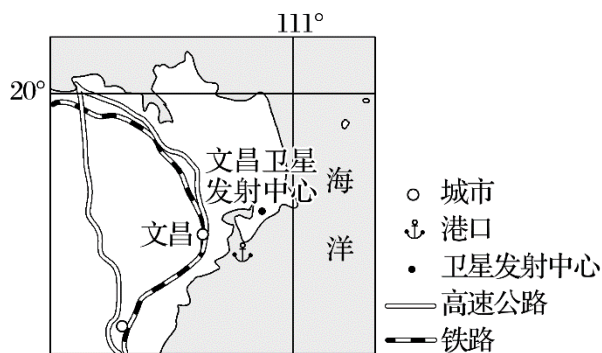 111°
20°
文昌卫星
发射中心
文昌
海
洋
城市
港口
卫星发射中心
高速公路
铁路